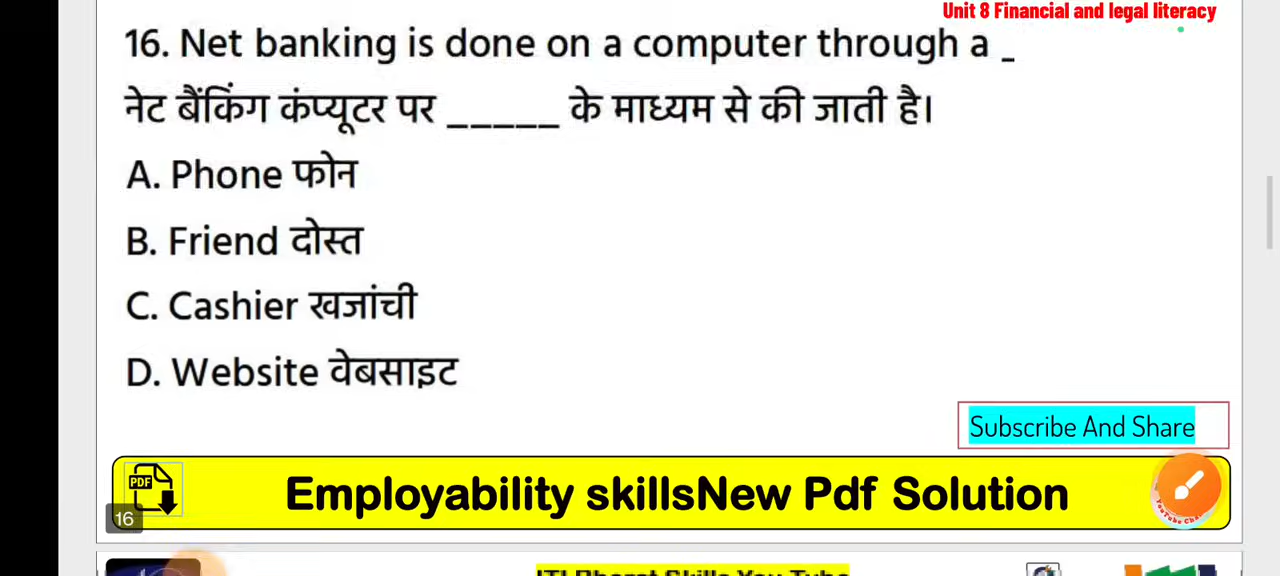 Unit 8 Financial and legal literacy
16. Net banking is done on a computer through a _
नेट बैंकिंग कंप्यूटर पर _____ के माध्यम से की जाती है।
A. Phone फोन
B. Friend दोस्त
C. Cashier खजांची
D. Website वेबसाइट
Subscribe And Share
PDF
Employability skillsNew Pdf Solution
16